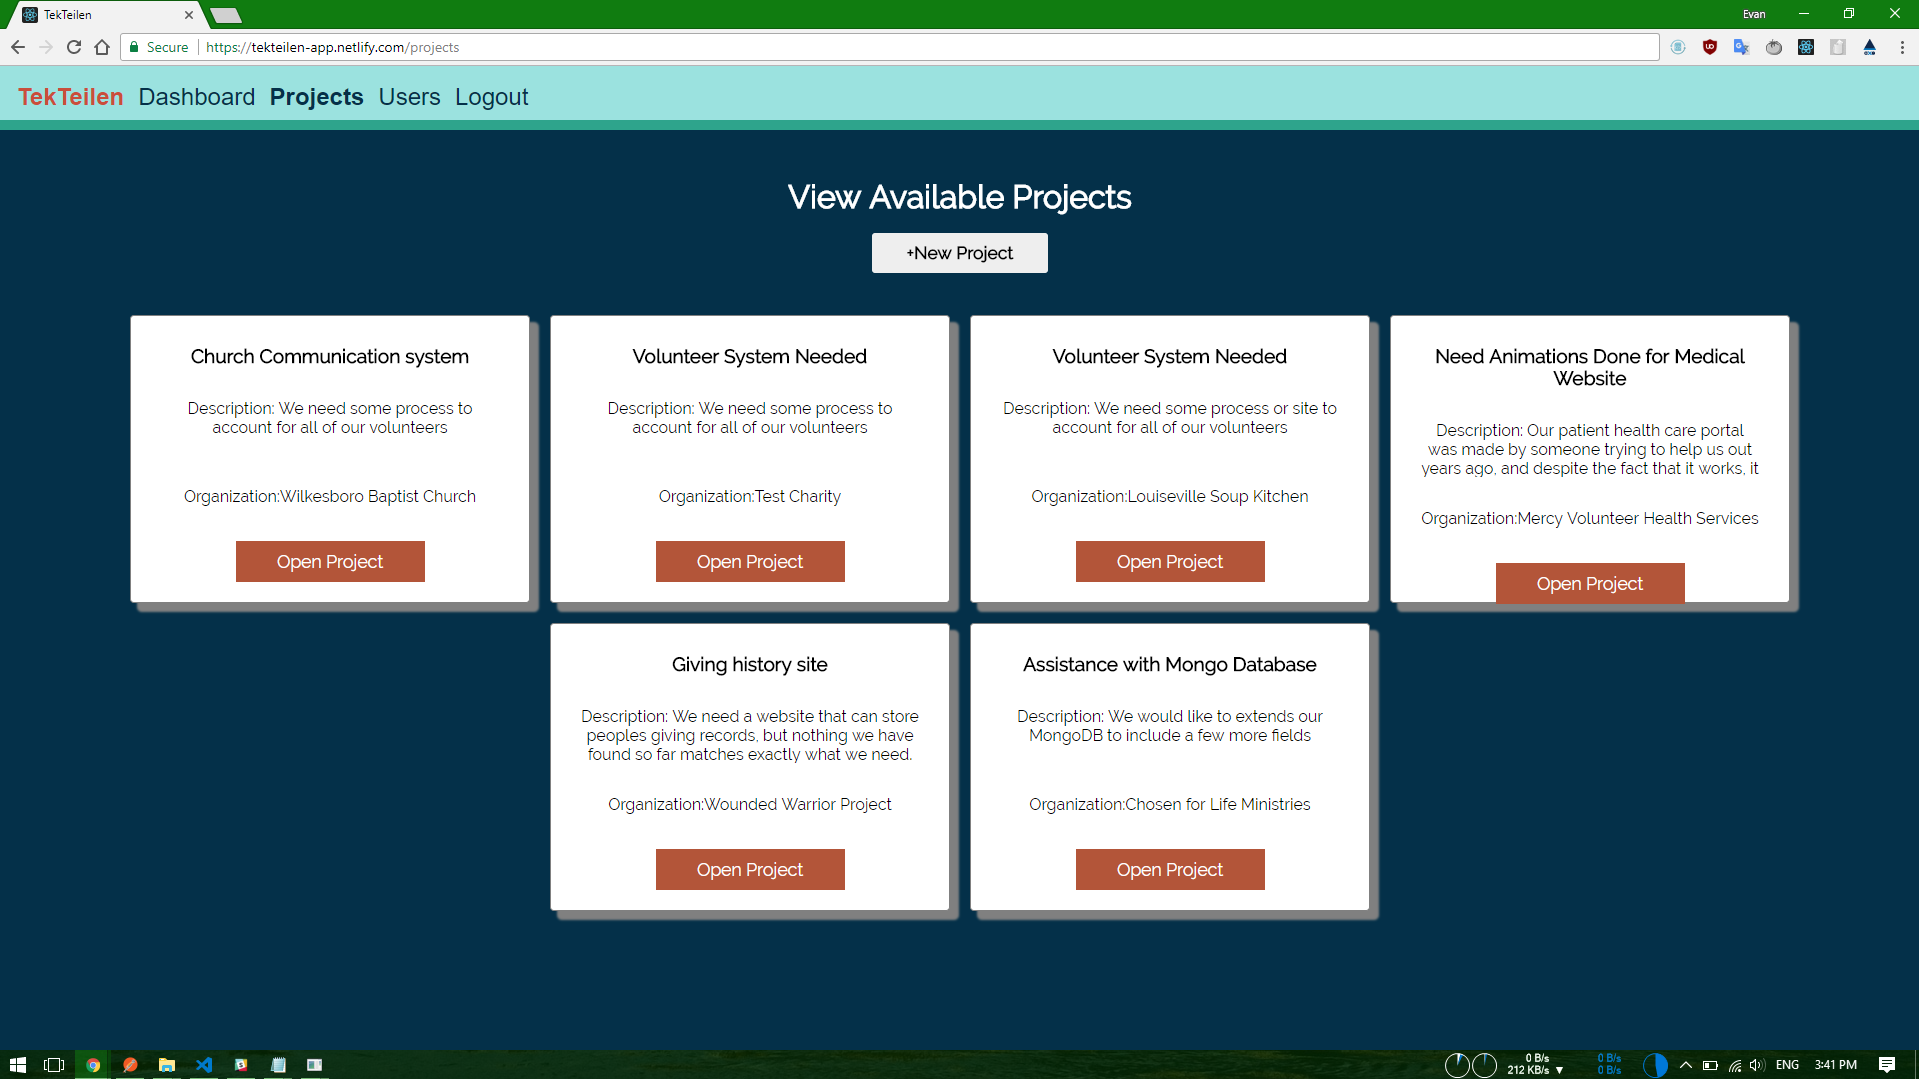 TekTeilen
Evan
Secure https://tekteilen-app.netlify.com/projects
TekTeilen Dashboard Projects Users Logout
View Available Projects
+New Project
Church Communication system
Description: We need some process to
account for all of our volunteers
Organization:Wilkesboro Baptist Church
Open Project
Volunteer System Needed
Description: We need some process to
account for all of our volunteers
Organization:Test Charity
Open Project
Volunteer System Needed
Description: We need some process or site to
account for all of our volunteers
Organization:Louiseville Soup Kitchen
Open Project
Need Animations Done for Medical
Website
Description: Our patient health care portal
was made by someone trying to help us out
years ago, and despite the fact that it works, it
Organization:Mercy Volunteer Health Services
Open Project
Giving history site
Description: We need a website that can store
peoples giving records, but nothing we have
found so far matches exactly what we need.
Organization:Wounded Warrior Project
Open Project
Assistance with Mongo Database
Description: We would like to extends our
MongoDB to include a few more fields
Organization:Chosen for Life Ministries
Open Project
0 B/s
212 KB/s
0 B/s
0 B/s
ENG
3:41 PM